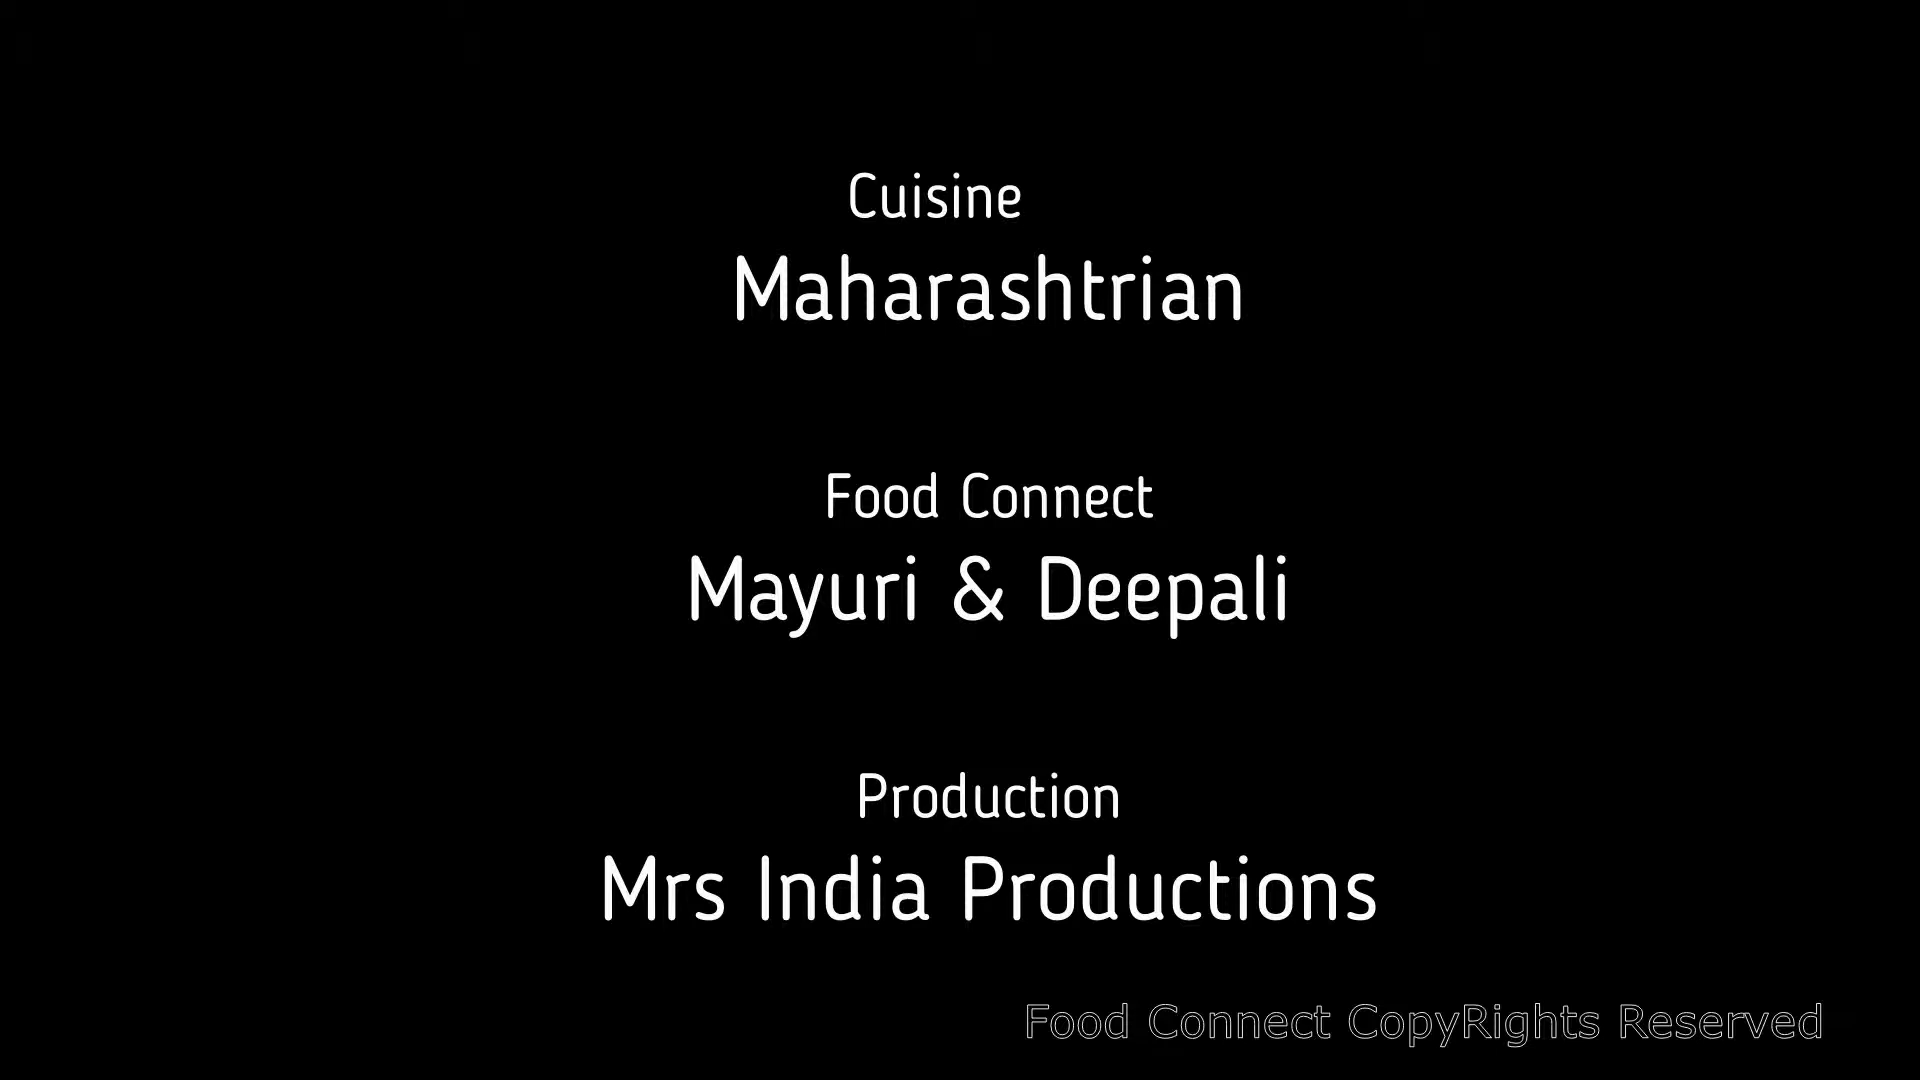 Cuisine
Maharashtrian
Food Connect
Mayuri & Deepali
Production
Mrs India Productions
Food Connect CopyRights Reserved